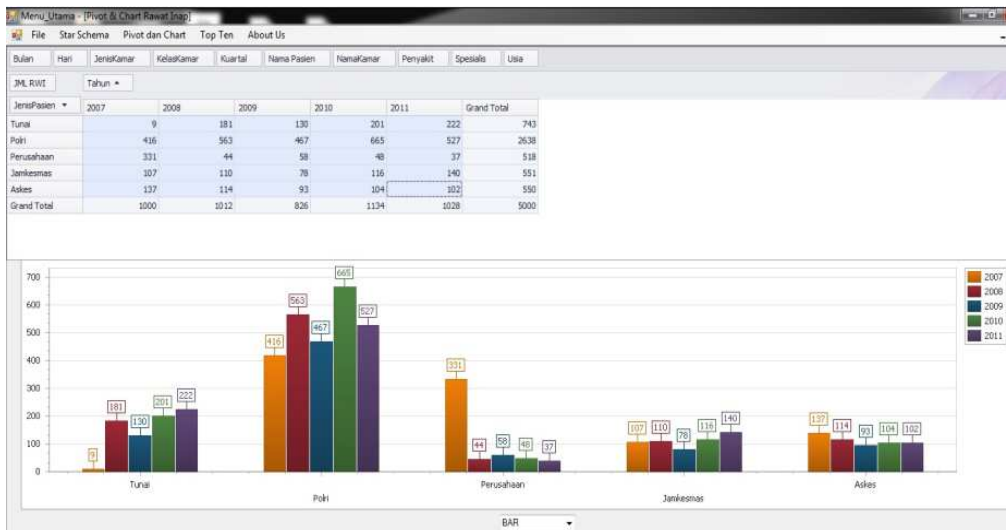 Menu_Utama - [Pivot & Chart Rawat Inap]
File Star Schema Pivot dan Chart Top Ten About Us
Bulan Hari JenisKamar KelasKamar Kuartal Nama Pasien NamaKamar Penyakit Spesialis Usia
JML RWI Tahun
JenisPasien 2007 2008 2009 2010 2011 Grand Total
Tunai 9 181 130 201 222 743
Polri 416 563 467 665 527 2638
Perusahaan 331 44 58 48 37 518
Jamkesmas 107 110 78 116 140 551
Askes 137 114 93 104 102 550
Grand Total 1000 1012 826 1134 1028 5000
700
600
500
400
300
200
100
0
9 181 130 201 222
416 563 467 665 527
331 44 58 48 37
107 110 78 116 140
137 114 93 104 102
Tunai Polri Perusahaan Jamkesmas Askes
2007
2008
2009
2010
2011
BAR